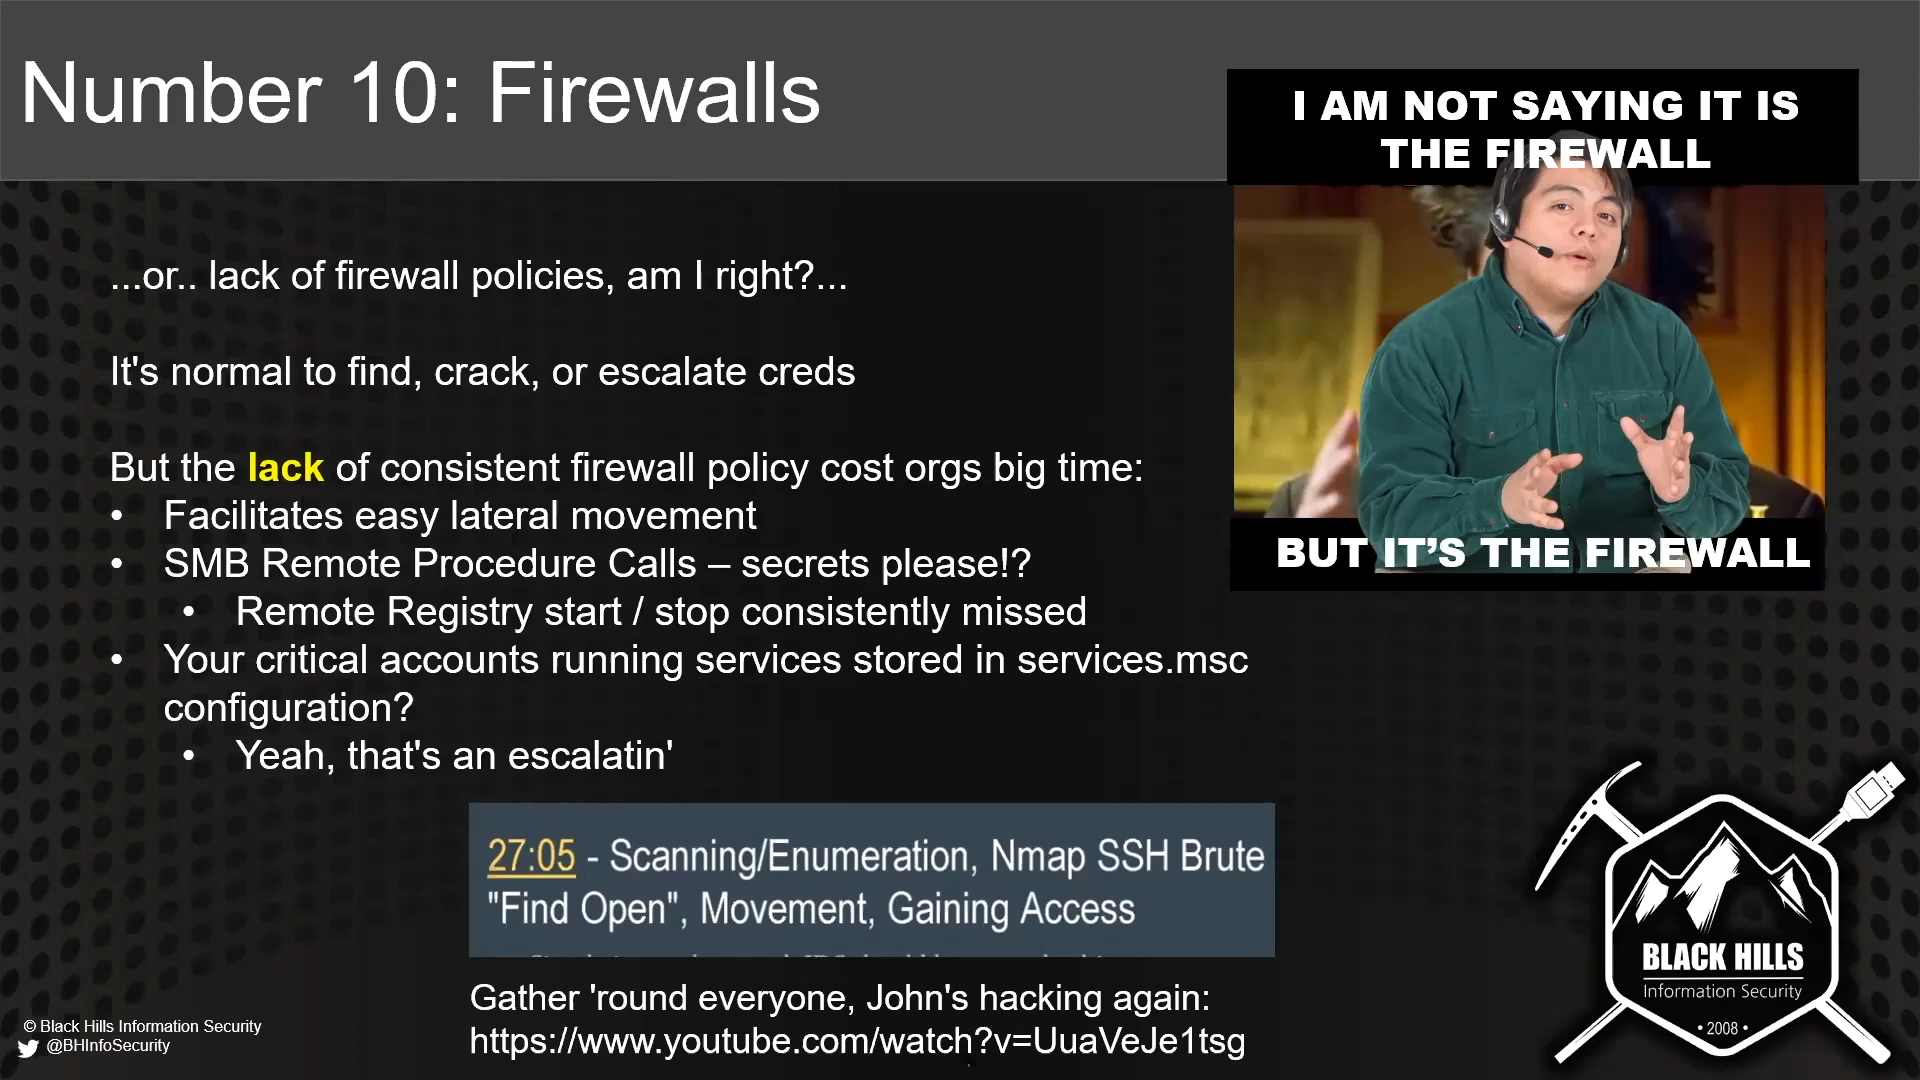 Number 10: Firewalls
I AM NOT SAYING IT IS
THE FIREWALL
...or.. lack of firewall policies, am I right?...
It's normal to find, crack, or escalate creds
But the lack of consistent firewall policy cost orgs big time:
• Facilitates easy lateral movement
• SMB Remote Procedure Calls – secrets please!?
• Remote Registry start / stop consistently missed
• Your critical accounts running services stored in services.msc
configuration?
• Yeah, that's an escalatin'
BUT IT’S THE FIREWALL
27:05 - Scanning/Enumeration, Nmap SSH Brute
"Find Open", Movement, Gaining Access
Gather 'round everyone, John's hacking again:
https://www.youtube.com/watch?v=UuaVeJe1tsg
© Black Hills Information Security
@BHInfoSecurity
BLACK HILLS
Information Security
• 2008 •